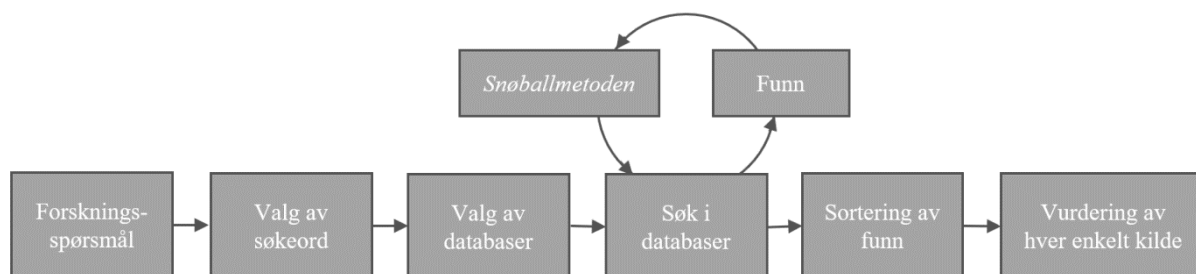 Snøballmetoden
Funn
Forsknings-
spørsmål
Valg av
søkeord
Valg av
databaser
Søk i
databaser
Sortering av
funn
Vurdering av
hver enkelt kilde